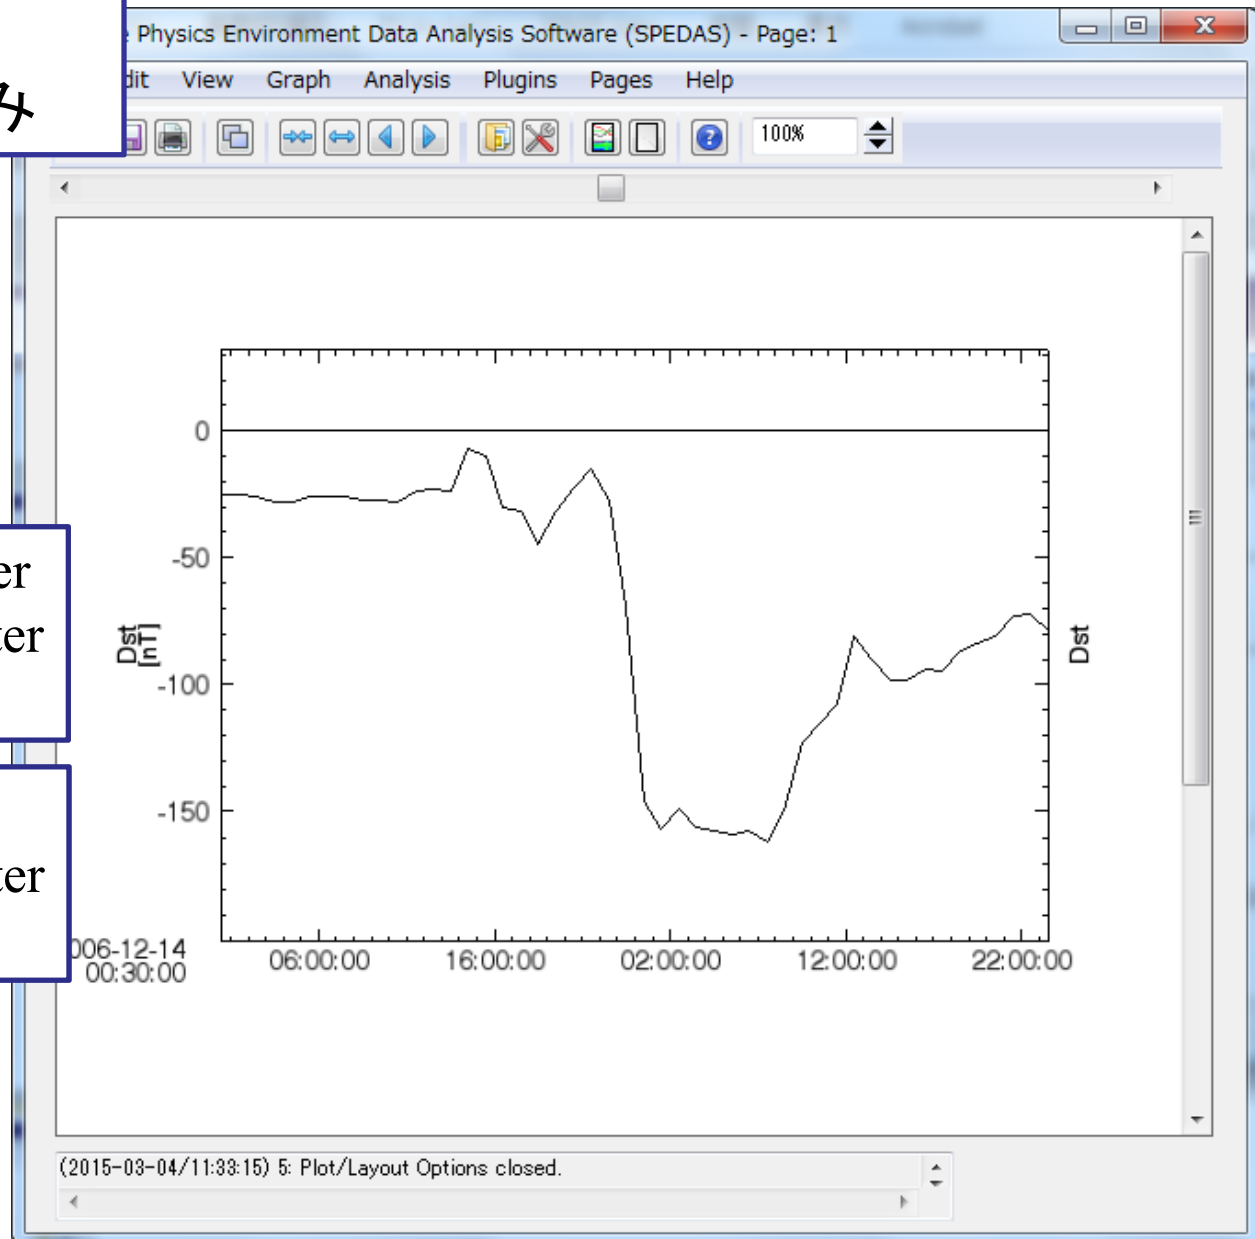 Physics Environment Data Analysis Software (SPEDAS) - Page: 1
み
dit View Graph Analysis Plugins Pages Help
100%
0
-50
er
ter
Dst
[nT]
Dst
-100
-150
ter
006-12-14
00:30:00
06:00:00 16:00:00 02:00:00 12:00:00 22:00:00
(2015-03-04/11:33:15) 5: Plot/Layout Options closed.